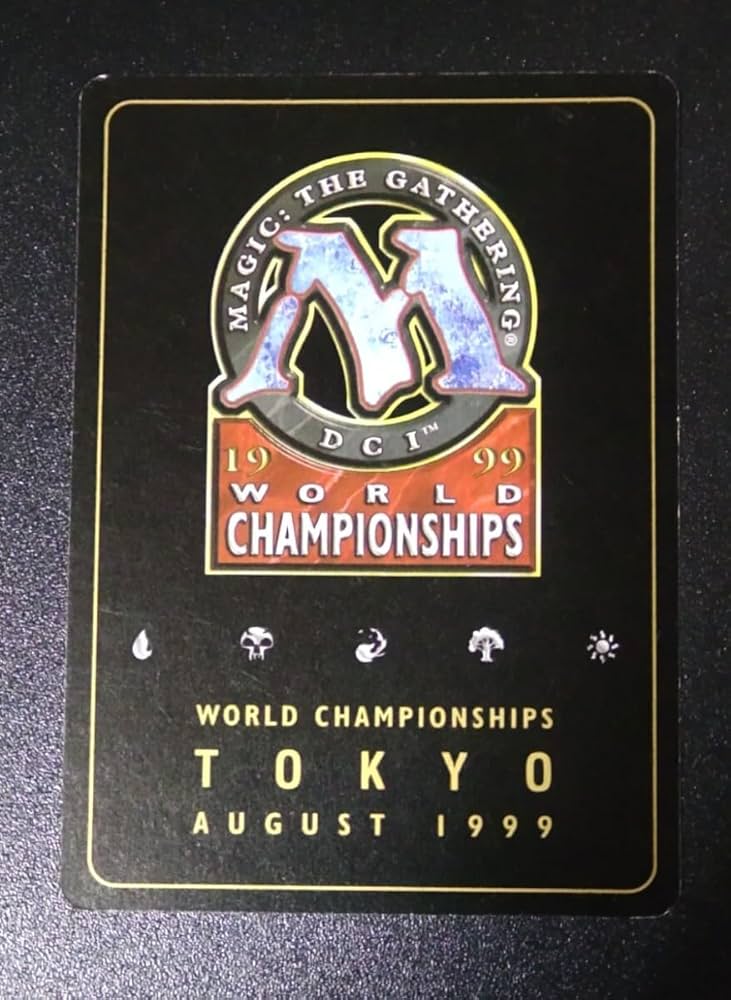 MAGIC: THE GATHERING®
M
DCI™
1999
WORLD
CHAMPIONSHIPS
WORLD CHAMPIONSHIPS
TOKYO
AUGUST 1999